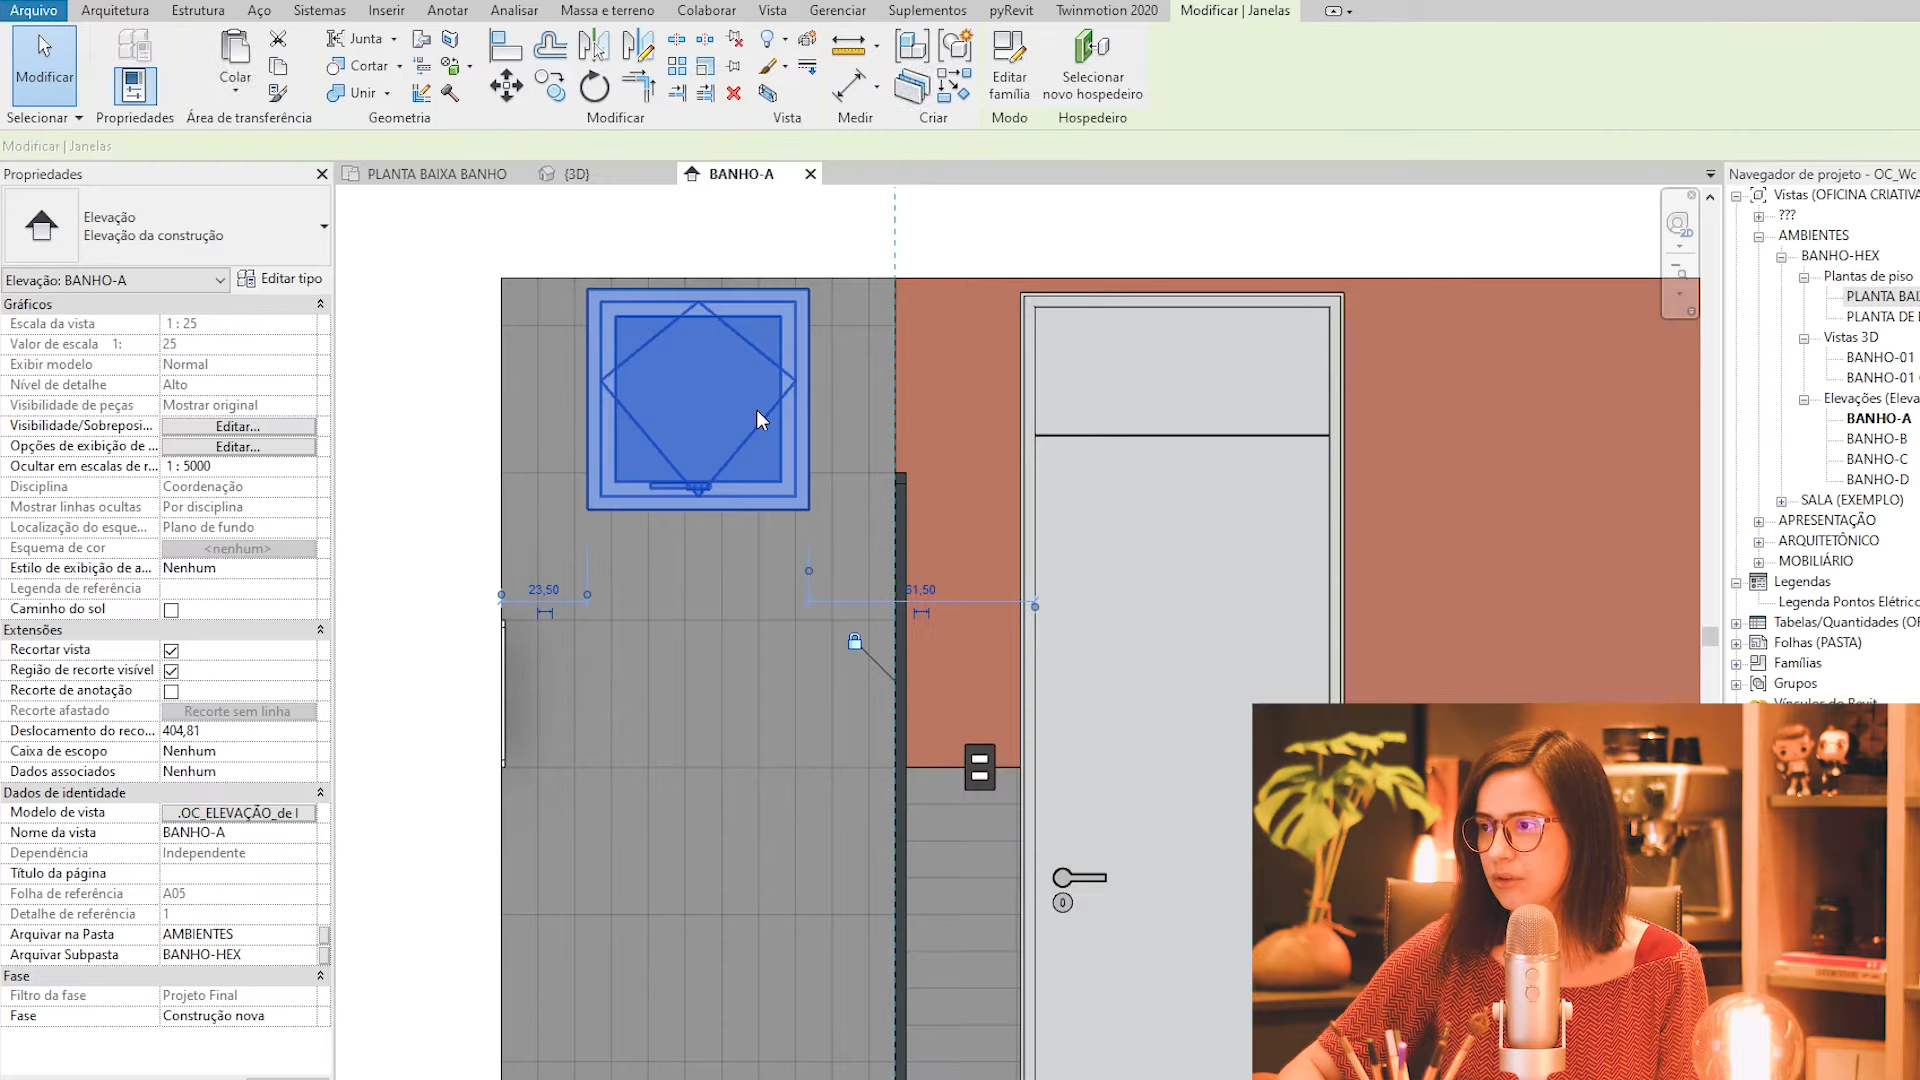 Arquivo Arquitetura Estrutura Aço Sistemas Inserir Anotar Analisar Massa e terreno Colaborar Vista Gerenciar Suplementos pyRevit Twinmotion 2020 Modificar | Janelas
Modificar
Colar
Junta
Cortar
Unir
Editar família
Selecionar novo hospedeiro
Selecionar Propriedades Área de transferência Geometria Modificar Vista Medir Criar Modo Hospedeiro
Modificar | Janelas
Propriedades
PLANTA BAIXA BANHO {3D} BANHO-A
Navegador de projeto - OC_Wc
Elevação
Elevação da construção
Elevação: BANHO-A Editar tipo
Gráficos
Escala da vista 1 : 25
Valor de escala 1: 25
Exibir modelo Normal
Nível de detalhe Alto
Visibilidade de peças Mostrar original
Visibilidade/Sobreposi... Editar...
Opções de exibição de ... Editar...
Ocultar em escalas de r... 1 : 5000
Disciplina Coordenação
Mostrar linhas ocultas Por disciplina
Localização do esque... Plano de fundo
Esquema de cor <nenhum>
Estilo de exibição de a... Nenhum
Legenda de referência
Caminho do sol
Extensões
Recortar vista
Região de recorte visível
Recorte de anotação
Recorte afastado Recorte sem linha
Deslocamento do reco... 404,81
Caixa de escopo Nenhum
Dados associados Nenhum
Dados de identidade
Modelo de vista .OC_ELEVAÇÃO_de I
Nome da vista BANHO-A
Dependência Independente
Título da página
Folha de referência A05
Detalhe de referência 1
Arquivar na Pasta AMBIENTES
Arquivar Subpasta BANHO-HEX
Fase
Filtro da fase Projeto Final
Fase Construção nova
23,50
61,50
2D
Vistas (OFICINA CRIATIVA
???
AMBIENTES
BANHO-HEX
Plantas de piso
PLANTA BAI
PLANTA DE
Vistas 3D
BANHO-01
BANHO-01
Elevações (Eleva
BANHO-A
BANHO-B
BANHO-C
BANHO-D
SALA (EXEMPLO)
APRESENTAÇÃO
ARQUITETÔNICO
MOBILIÁRIO
Legendas
Legenda Pontos Elétric
Tabelas/Quantidades (OF
Folhas (PASTA)
Famílias
Grupos
Vínculos do Revit